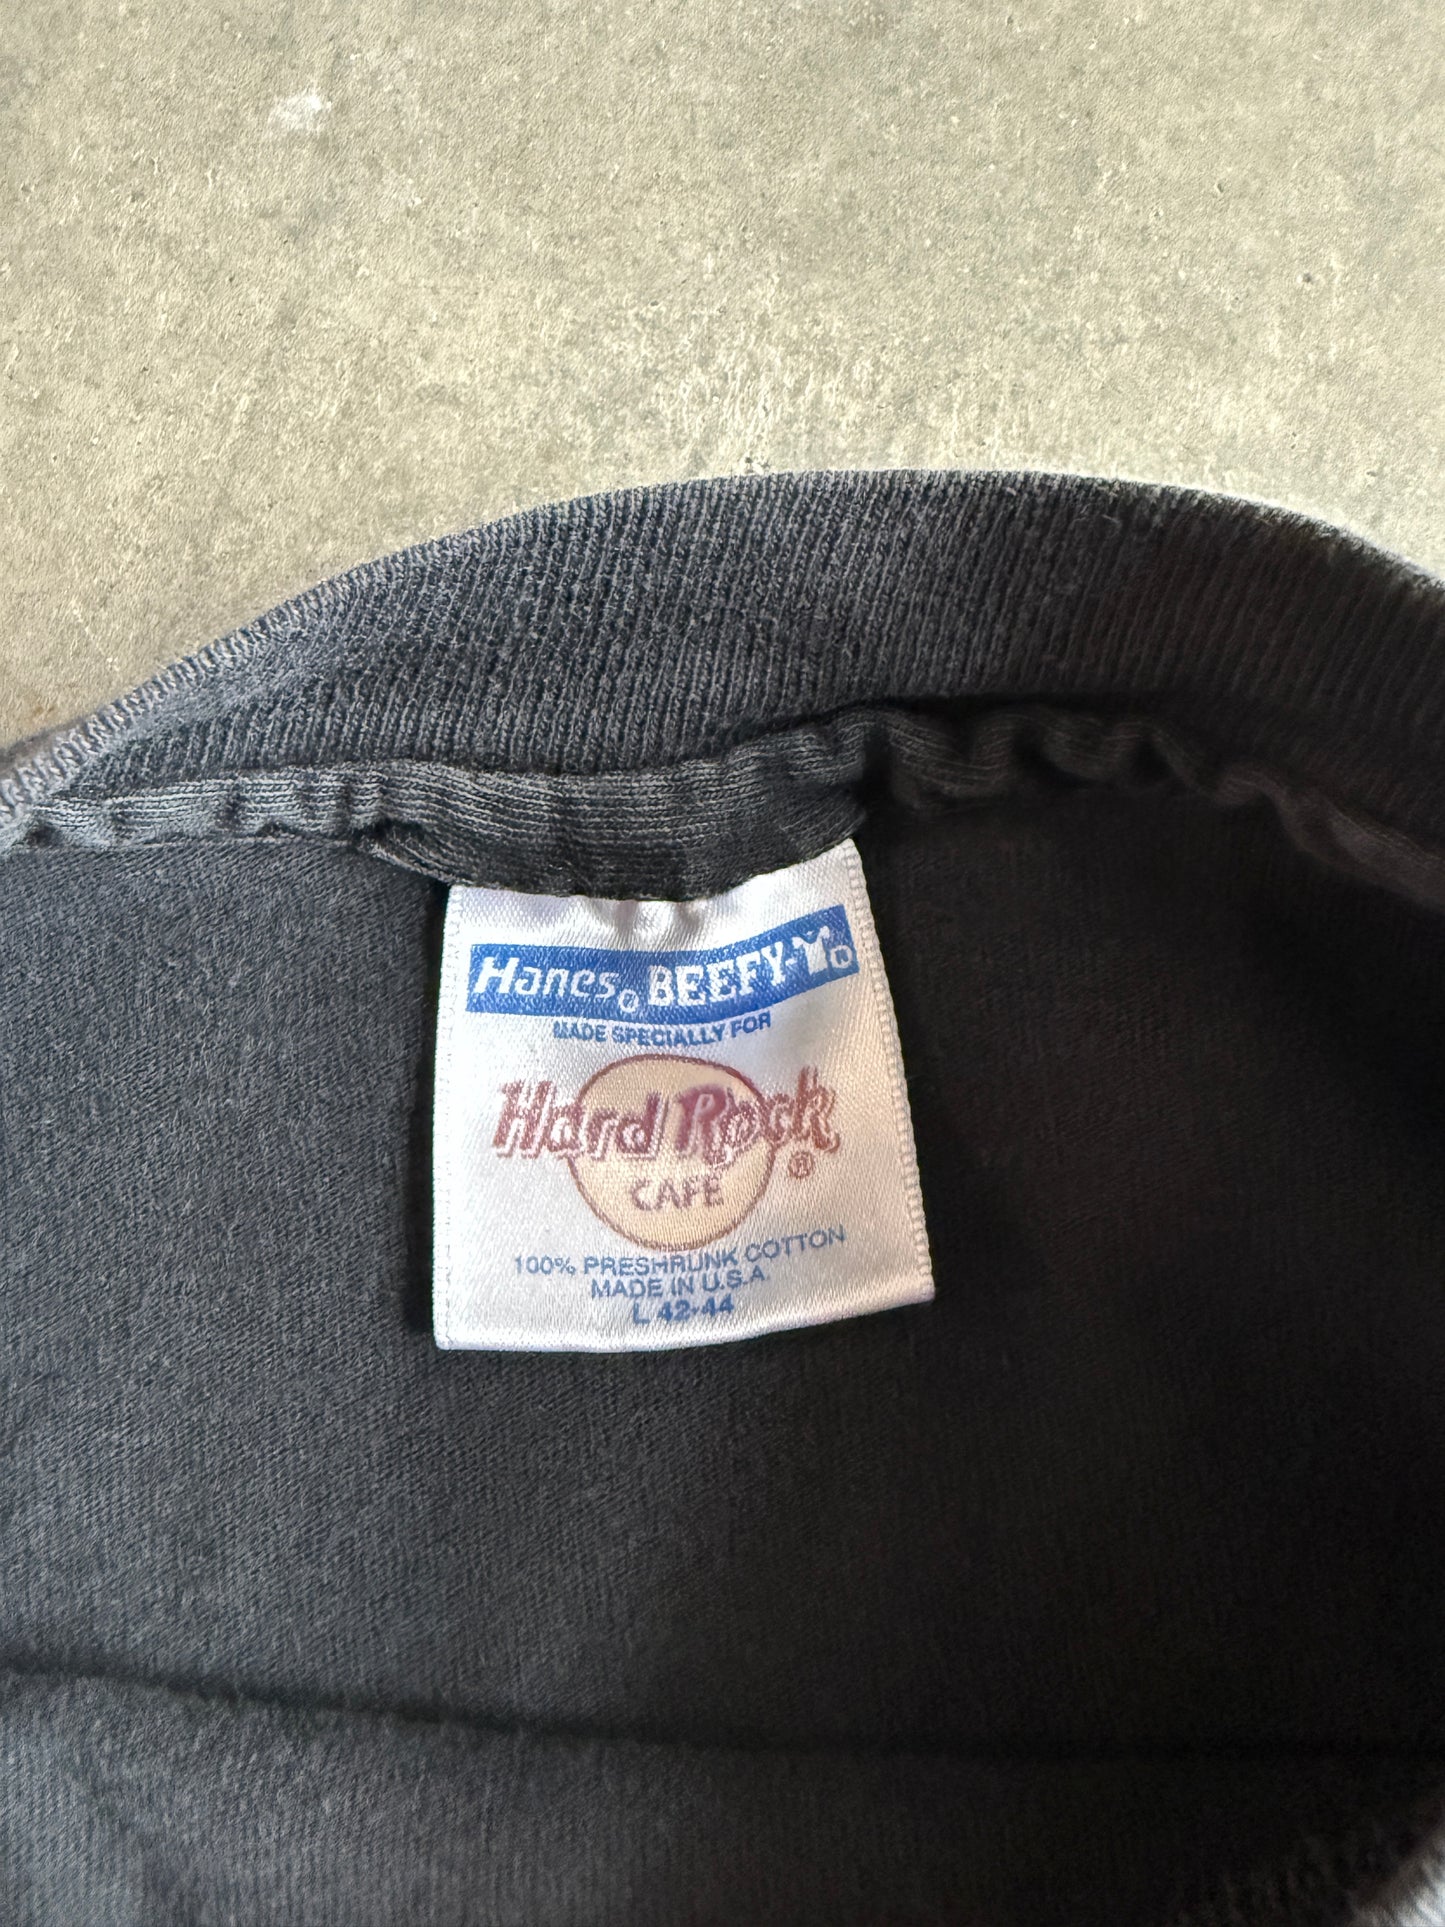 Hanes® BEEFY-T®
MADE SPECIALLY FOR
Hard Rock®
CAFE
100% PRESHRUNK COTTON
MADE IN U.S.A.
L 42-44